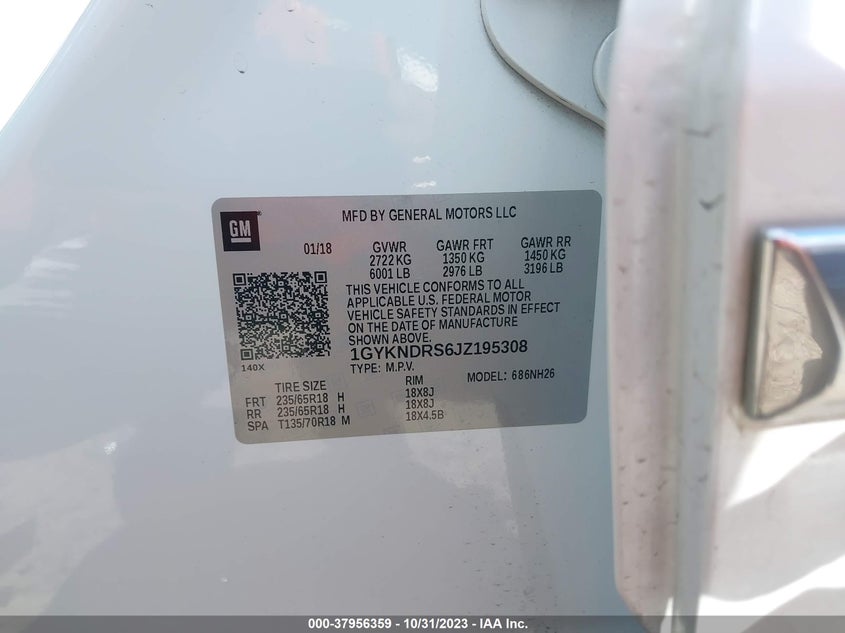 GM
MFD BY GENERAL MOTORS LLC
01/18 GVWR GAWR FRT GAWR RR
2722 KG 1350 KG 1450 KG
6001 LB 2976 LB 3196 LB
THIS VEHICLE CONFORMS TO ALL
APPLICABLE U.S. FEDERAL MOTOR
VEHICLE SAFETY STANDARDS IN EFFECT
ON THE DATE OF MANUFACTURE
SHOWN ABOVE.
1GYKNDRS6JZ195308
140X
TYPE: M.P.V. MODEL: 686NH26
TIRE SIZE RIM
FRT 235/65R18 H 18X8J
RR 235/65R18 H 18X8J
SPA T135/70R18 M 18X4.5B
000-37956359 - 10/31/2023 - IAAI.com